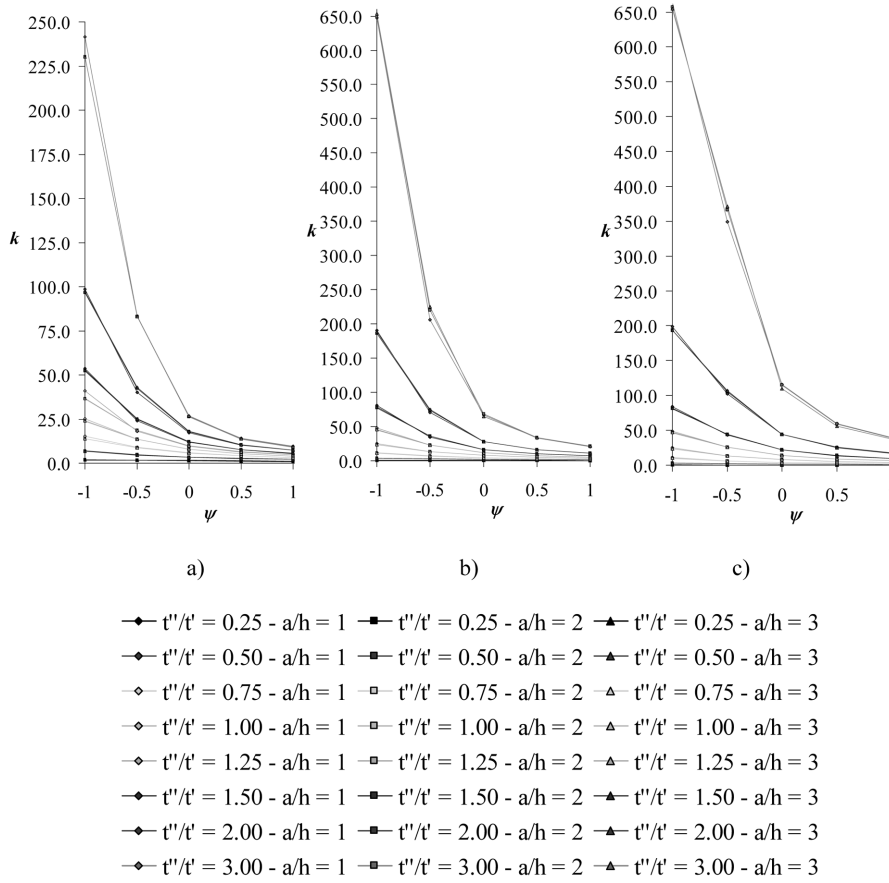 250.0
225.0
200.0
175.0
150.0
125.0
100.0
75.0
50.0
25.0
0.0
k
-1 -0.5 0 0.5 1
ψ
a)
650.0
600.0
550.0
500.0
450.0
400.0
350.0
300.0
250.0
200.0
150.0
100.0
50.0
0.0
k
-1 -0.5 0 0.5 1
ψ
b)
650.0
600.0
550.0
500.0
450.0
400.0
350.0
300.0
250.0
200.0
150.0
100.0
50.0
0.0
k
-1 -0.5 0 0.5
ψ
c)
t''/t' = 0.25 - a/h = 1 t''/t' = 0.25 - a/h = 2 t''/t' = 0.25 - a/h = 3
t''/t' = 0.50 - a/h = 1 t''/t' = 0.50 - a/h = 2 t''/t' = 0.50 - a/h = 3
t''/t' = 0.75 - a/h = 1 t''/t' = 0.75 - a/h = 2 t''/t' = 0.75 - a/h = 3
t''/t' = 1.00 - a/h = 1 t''/t' = 1.00 - a/h = 2 t''/t' = 1.00 - a/h = 3
t''/t' = 1.25 - a/h = 1 t''/t' = 1.25 - a/h = 2 t''/t' = 1.25 - a/h = 3
t''/t' = 1.50 - a/h = 1 t''/t' = 1.50 - a/h = 2 t''/t' = 1.50 - a/h = 3
t''/t' = 2.00 - a/h = 1 t''/t' = 2.00 - a/h = 2 t''/t' = 2.00 - a/h = 3
t''/t' = 3.00 - a/h = 1 t''/t' = 3.00 - a/h = 2 t''/t' = 3.00 - a/h = 3